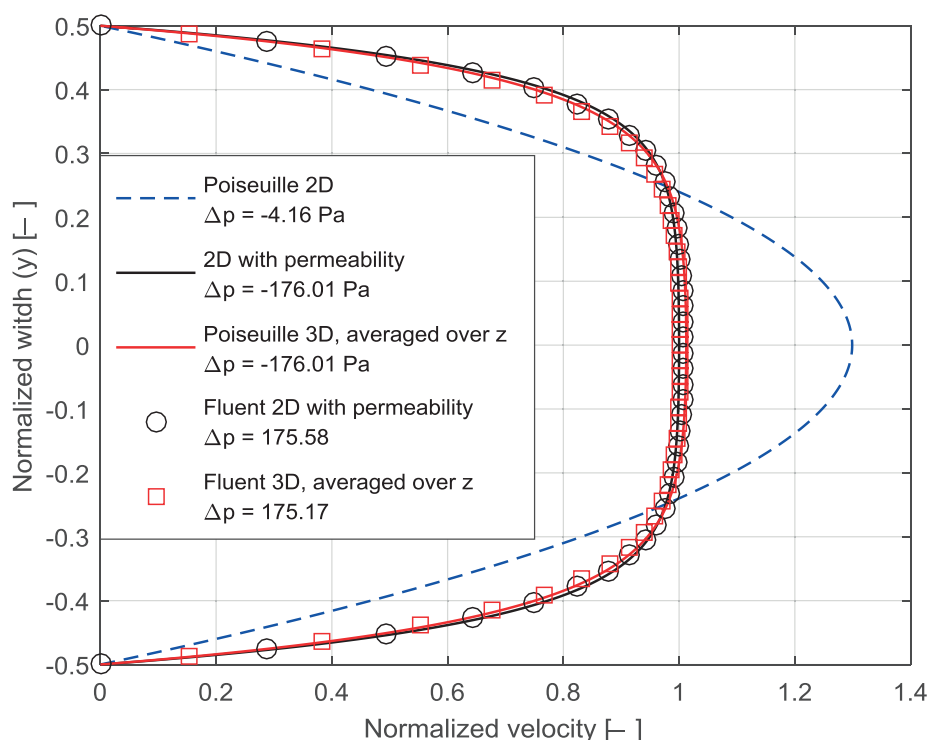 0.5
0.4
0.3
0.2
0.1
0
-0.1
-0.2
-0.3
-0.4
-0.5
Normalized witdh (y) [–]
Poiseuille 2D
Δp = -4.16 Pa
2D with permeability
Δp = -176.01 Pa
Poiseuille 3D, averaged over z
Δp = -176.01 Pa
Fluent 2D with permeability
Δp = 175.58
Fluent 3D, averaged over z
Δp = 175.17
0 0.2 0.4 0.6 0.8 1 1.2 1.4
Normalized velocity [–]